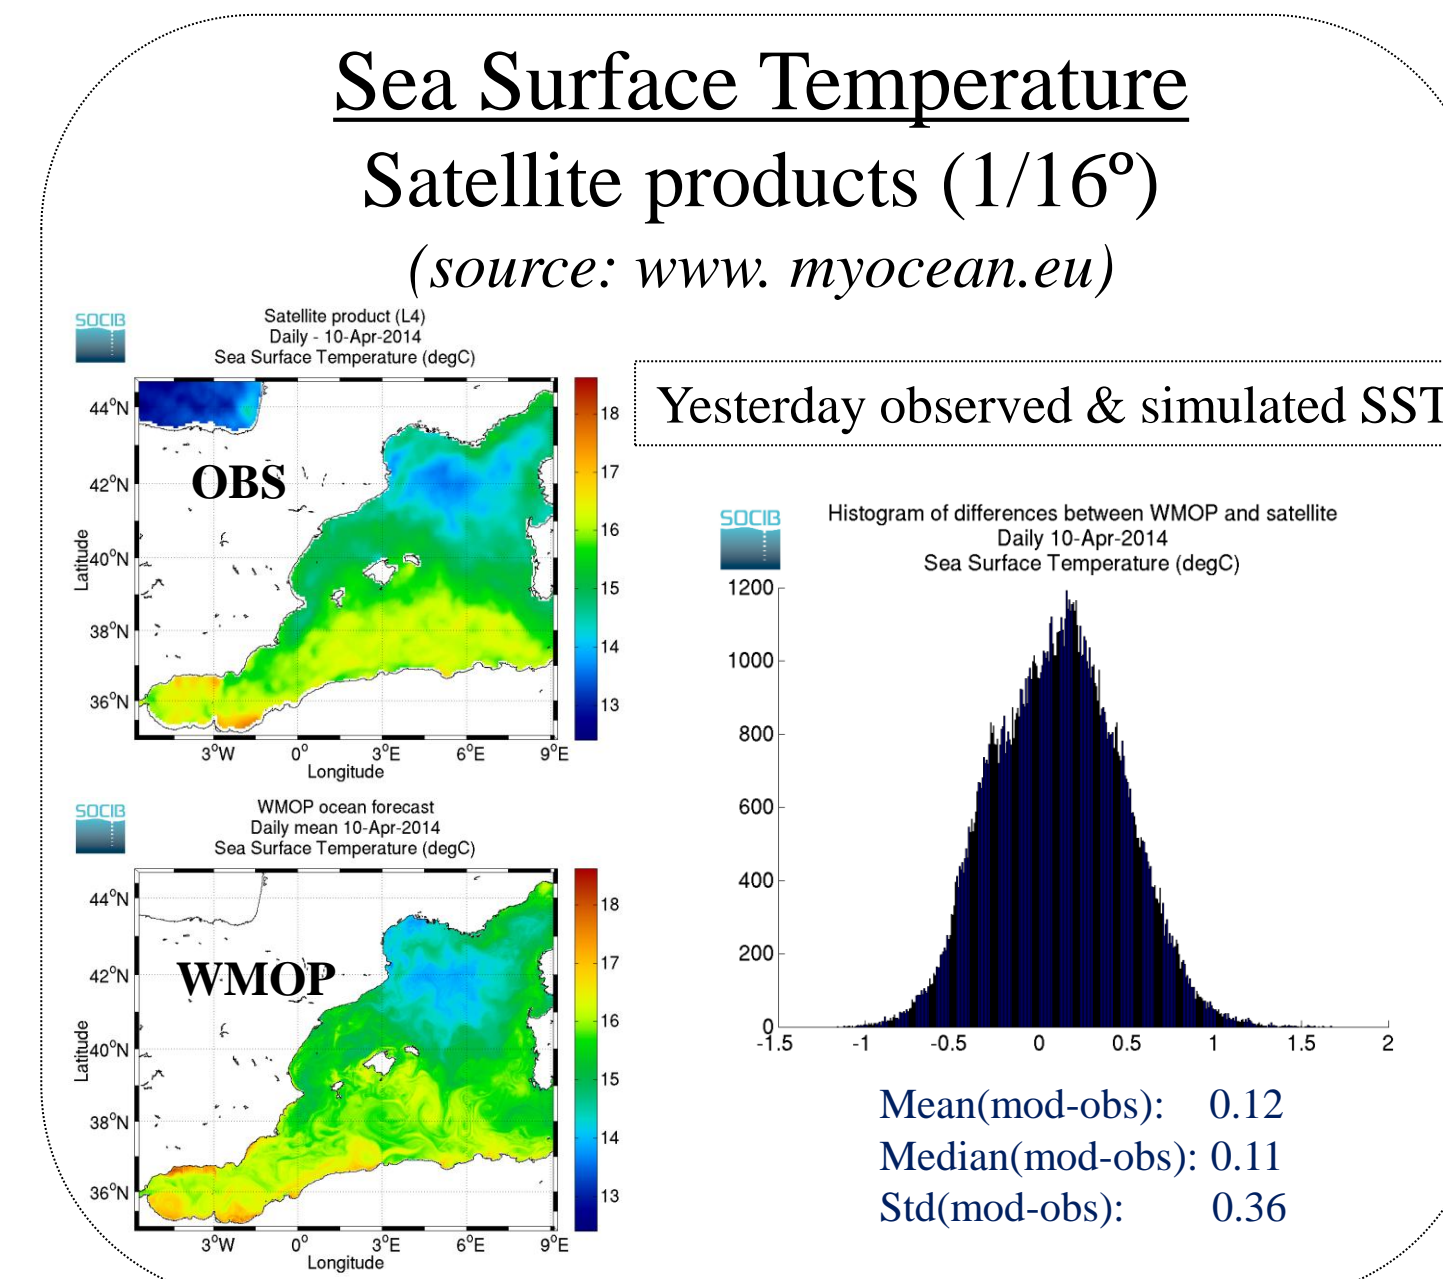 Sea Surface Temperature
Satellite products (1/16º)
(source: www. myocean.eu)
SOCIB
Satellite product (L4)
Daily - 10-Apr-2014
Sea Surface Temperature (degC)
44°N
42°N
40°N
38°N
36°N
Latitude
OBS
3°W 0° 3°E 6°E 9°E
Longitude
18
17
16
15
14
13
Yesterday observed & simulated SST
SOCIB
WMOP ocean forecast
Daily mean 10-Apr-2014
Sea Surface Temperature (degC)
44°N
42°N
40°N
38°N
36°N
Latitude
WMOP
3°W 0° 3°E 6°E 9°E
Longitude
18
17
16
15
14
13
SOCIB
Histogram of differences between WMOP and satellite
Daily 10-Apr-2014
Sea Surface Temperature (degC)
1200
1000
800
600
400
200
0
-1.5 -1 -0.5 0 0.5 1 1.5 2
Mean(mod-obs): 0.12
Median(mod-obs): 0.11
Std(mod-obs): 0.36